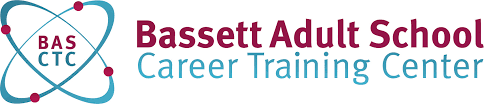 BAS
CTC
Bassett Adult School
Career Training Center